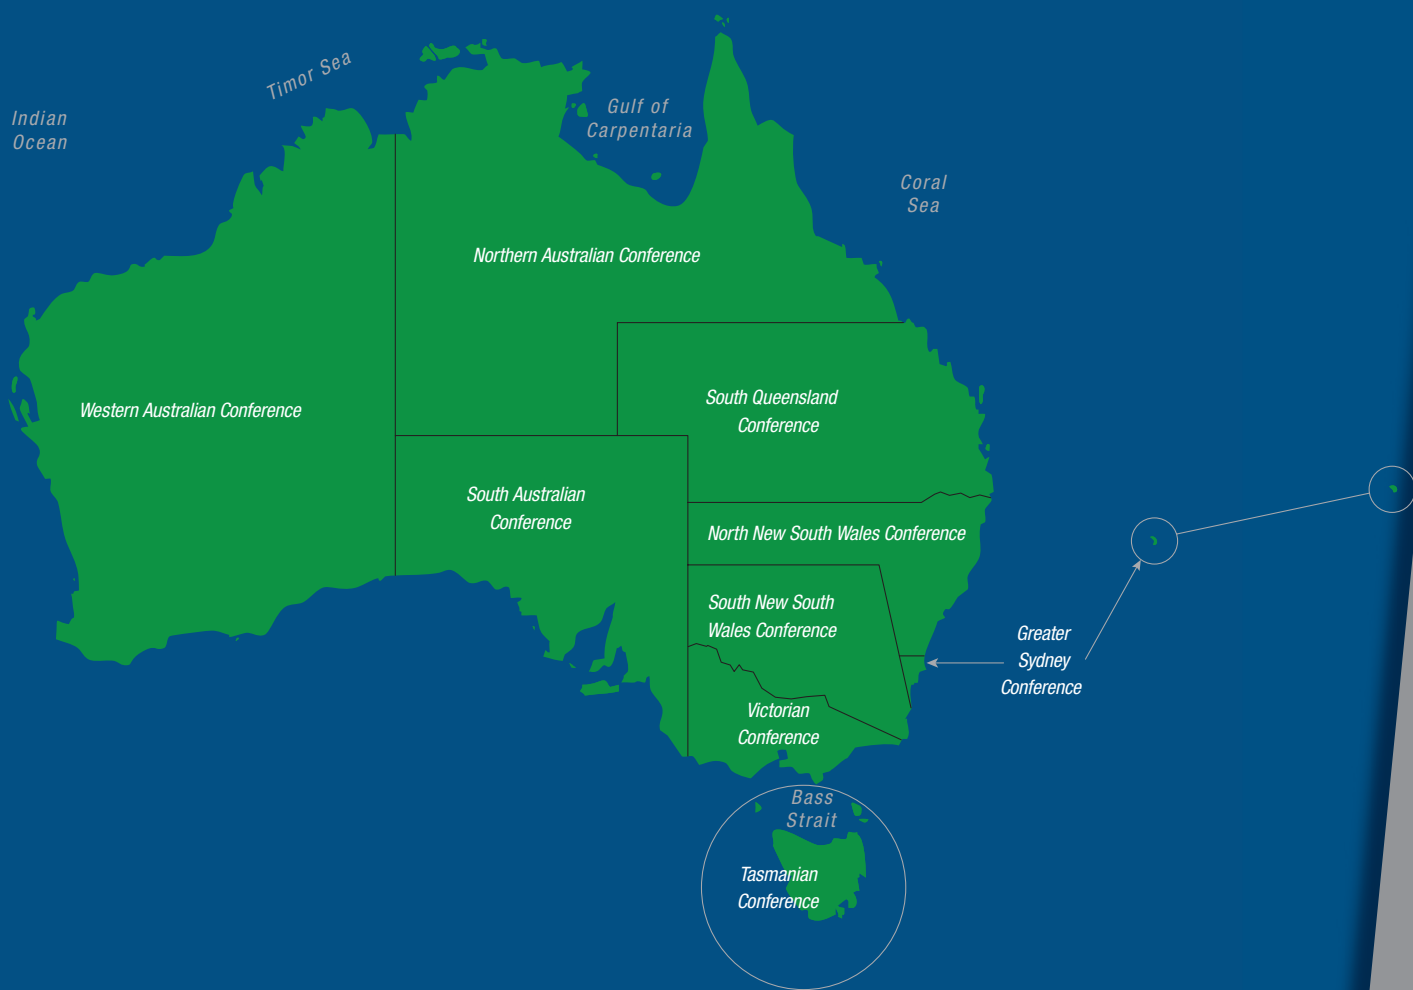 Timor Sea
Indian
Ocean
Gulf of
Carpentaria
Coral
Sea
Northern Australian Conference
Western Australian Conference
South Queensland
Conference
South Australian
Conference
North New South Wales Conference
South New South
Wales Conference
Greater
Sydney
Conference
Victorian
Conference
Bass
Strait
Tasmanian
Conference